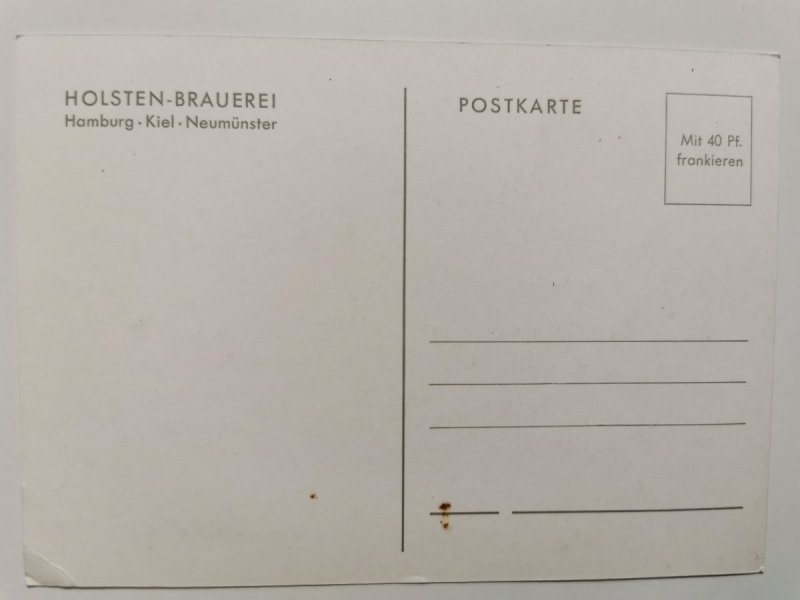 HOLSTEN-BRAUEREI
Hamburg · Kiel · Neumünster
POSTKARTE
Mit 40 Pf.
frankieren